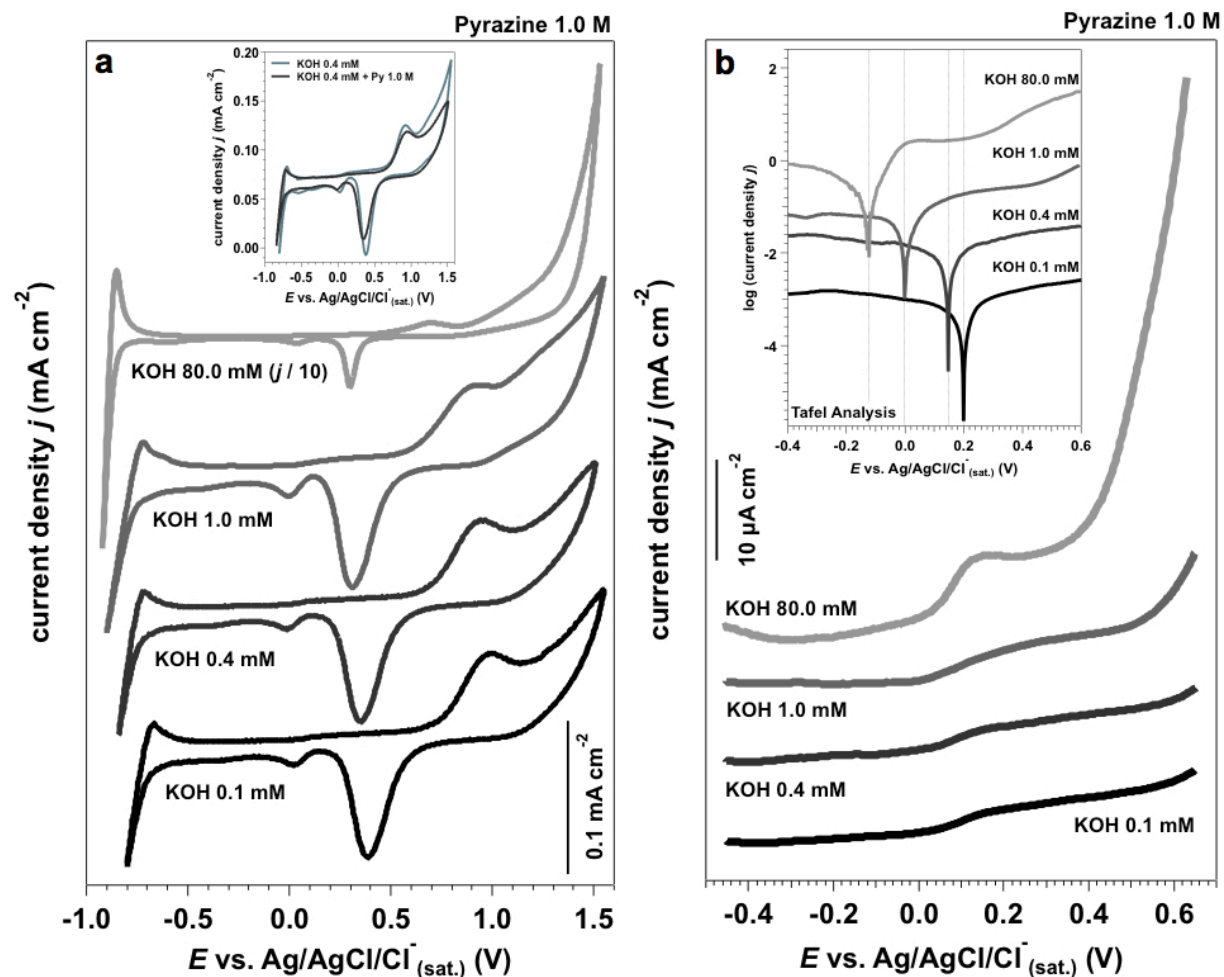 Pyrazine 1.0 M
a
current density j (mA cm-2)
0.20
0.15
0.10
0.05
0.00
KOH 0.4 mM
KOH 0.4 mM + Py 1.0 M
current density j (mA cm-2)
-1.0 -0.5 0.0 0.5 1.0 1.5
E vs. Ag/AgCl/Cl-(sat.) (V)
KOH 80.0 mM (j / 10)
KOH 1.0 mM
KOH 0.4 mM
KOH 0.1 mM
0.1 mA cm-2
-1.0 -0.5 0.0 0.5 1.0 1.5
E vs. Ag/AgCl/Cl-(sat.) (V)
Pyrazine 1.0 M
b
current density j (mA cm-2)
log (current density j)
2
0
-2
-4
KOH 80.0 mM
KOH 1.0 mM
KOH 0.4 mM
KOH 0.1 mM
Tafel Analysis
-0.4 -0.2 0.0 0.2 0.4 0.6
E vs. Ag/AgCl/Cl-(sat.) (V)
10 µA cm-2
KOH 80.0 mM
KOH 1.0 mM
KOH 0.4 mM
KOH 0.1 mM
-0.4 -0.2 0.0 0.2 0.4 0.6
E vs. Ag/AgCl/Cl-(sat.) (V)